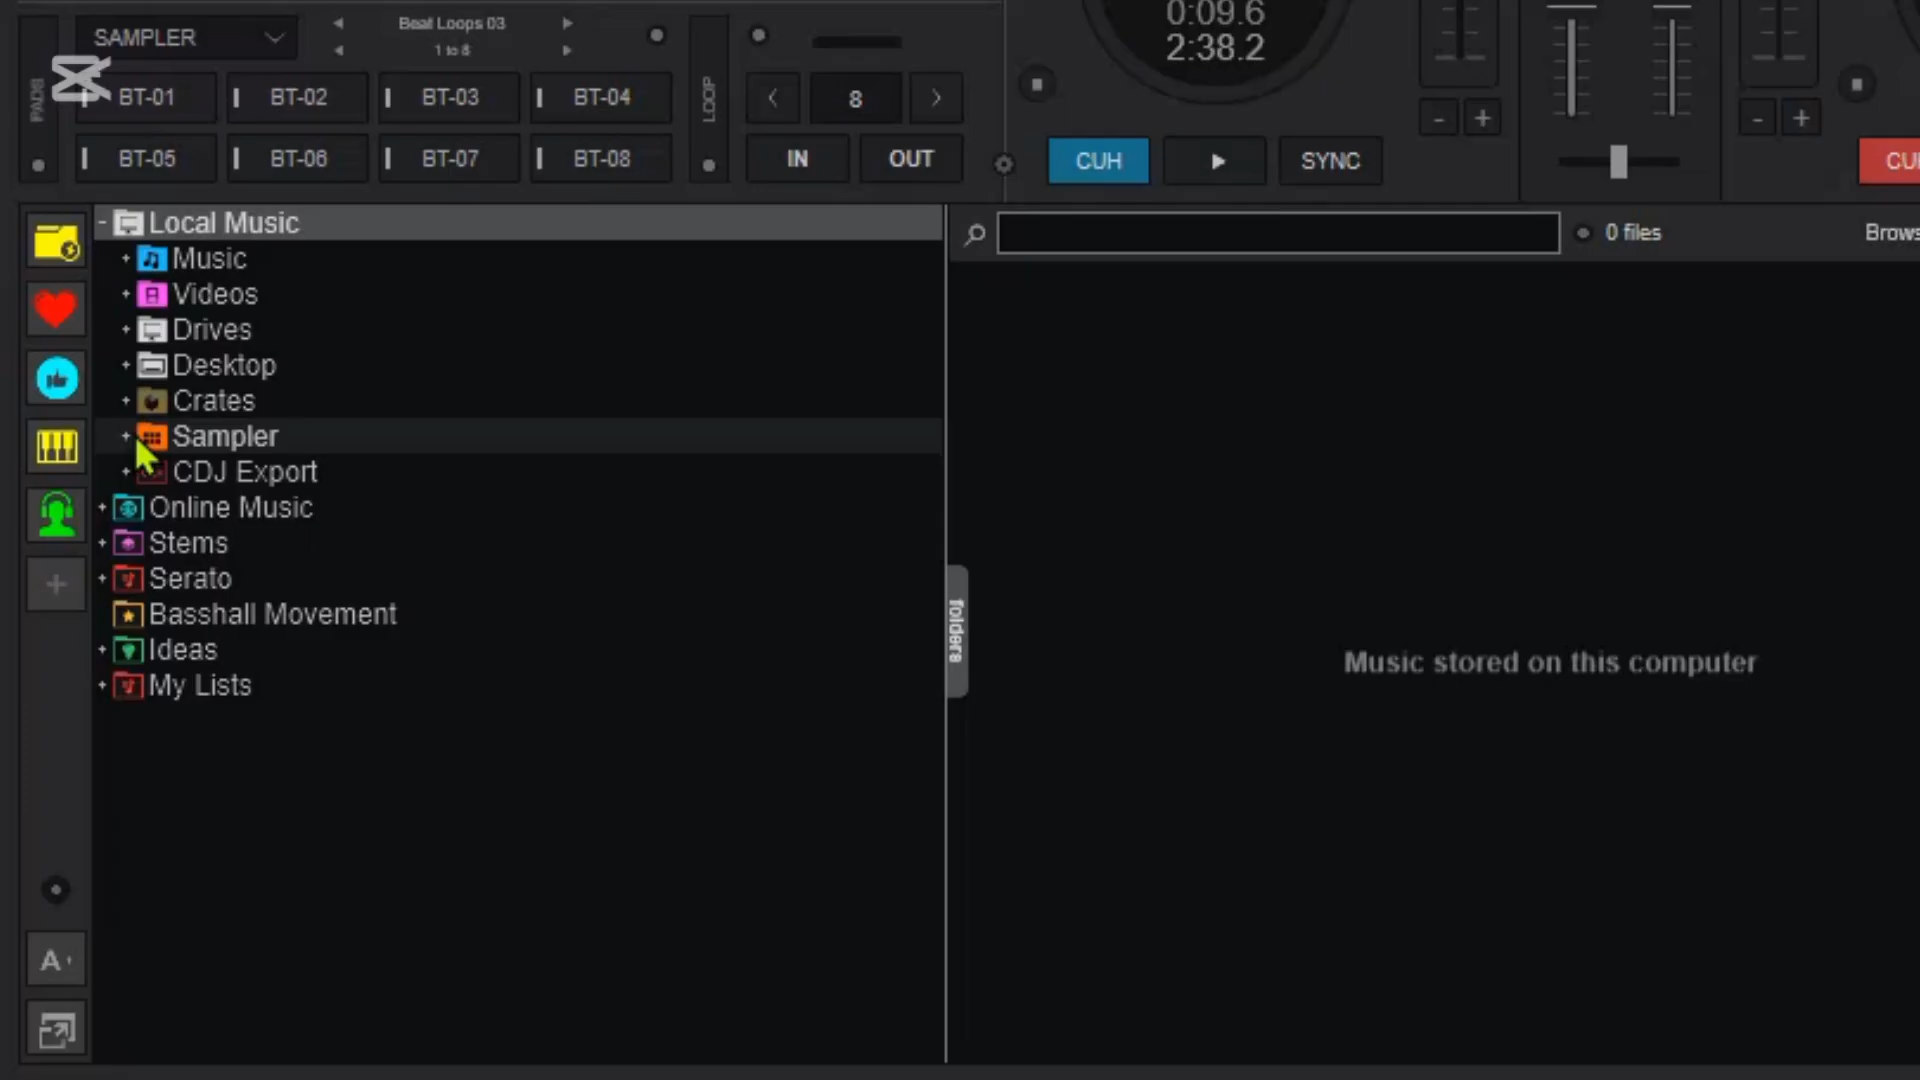 SAMPLER
Beat Loops 03
1 to 8
PADS
BT-01
BT-02
BT-03
BT-04
BT-05
BT-06
BT-07
BT-08
LOOP
8
IN
OUT
0:09.6
2:38.2
CUH
SYNC
-
+
-
+
CUH
Local Music
Music
Videos
Drives
Desktop
Crates
Sampler
CDJ Export
Online Music
Stems
Serato
Basshall Movement
Ideas
My Lists
A
folders
0 files
Brows
Music stored on this computer